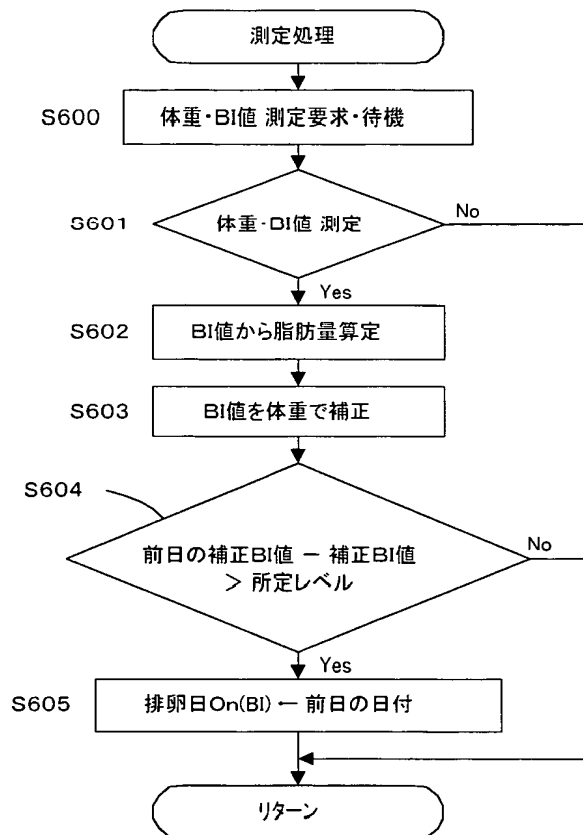 測定処理
S600
体重・BI値 測定要求・待機
S601
体重・BI値 測定
No
Yes
S602
BI値から脂肪量算定
S603
BI値を体重で補正
S604
前日の補正BI値 － 補正BI値
＞ 所定レベル
No
Yes
S605
排卵日On(BI) ← 前日の日付
リターン